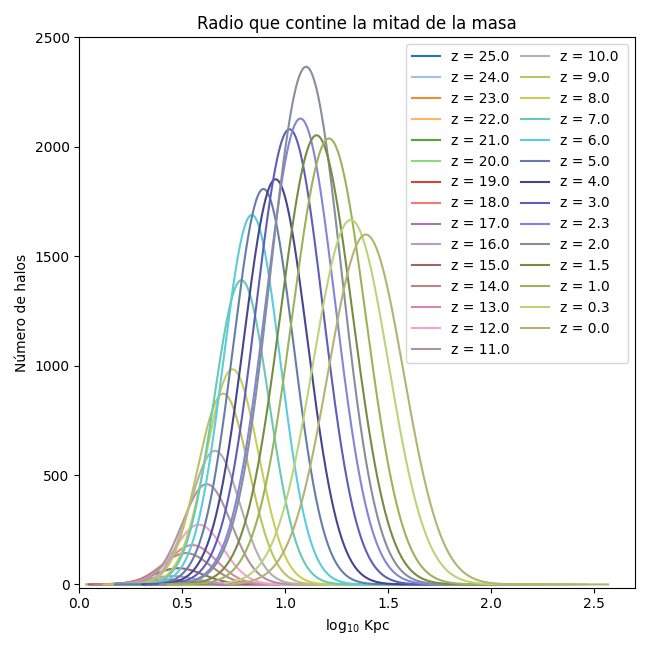 Radio que contine la mitad de la masa
Número de halos
2500
2000
1500
1000
500
0
z = 25.0
z = 24.0
z = 23.0
z = 22.0
z = 21.0
z = 20.0
z = 19.0
z = 18.0
z = 17.0
z = 16.0
z = 15.0
z = 14.0
z = 13.0
z = 12.0
z = 11.0
z = 10.0
z = 9.0
z = 8.0
z = 7.0
z = 6.0
z = 5.0
z = 4.0
z = 3.0
z = 2.3
z = 2.0
z = 1.5
z = 1.0
z = 0.3
z = 0.0
0.0 0.5 1.0 1.5 2.0 2.5
log₁₀ Kpc